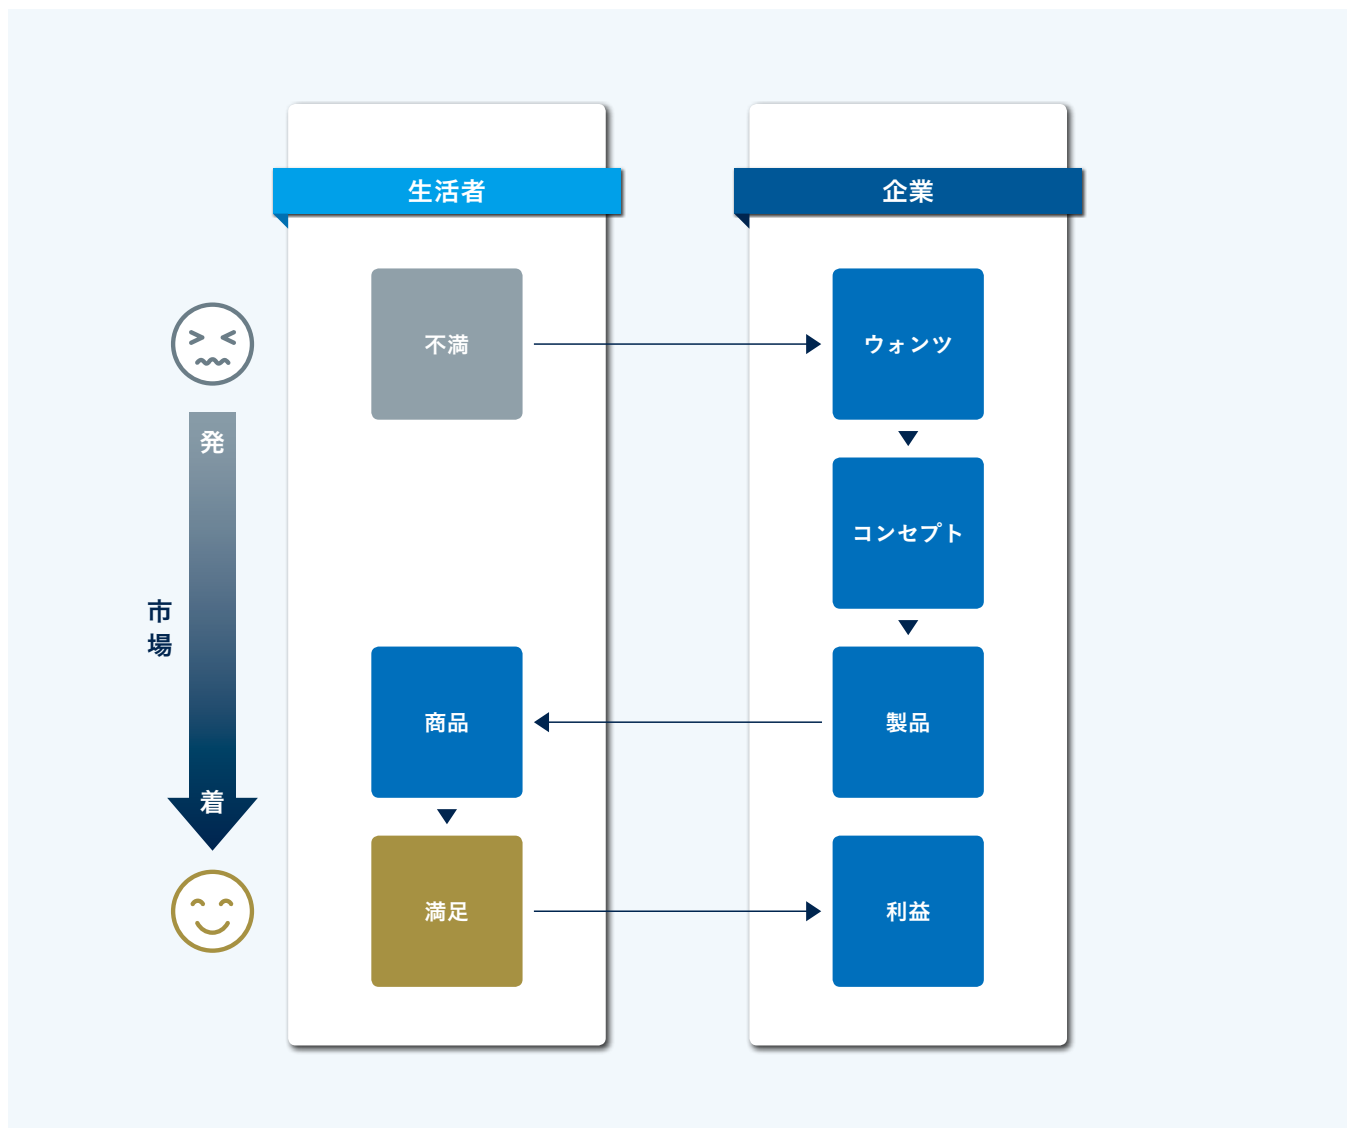 生活者
企業
不満
ウォンツ
発
コンセプト
市場
商品
製品
着
満足
利益